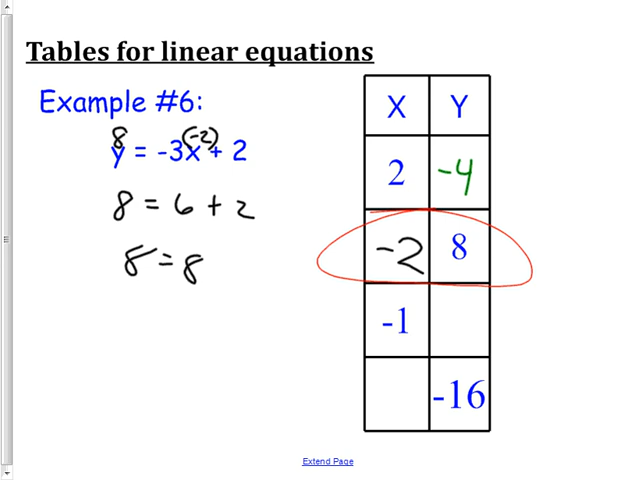 Tables for linear equations
Example #6:
8 (-2)
y = -3x + 2
8 = 6 + 2
8 = 8
X Y
2 -4
-2 8
-1
-16
Extend Page